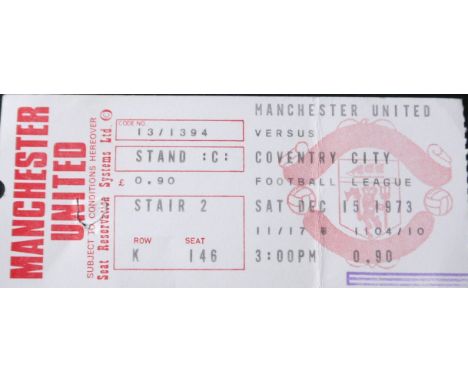 MANCHESTER
UNITED
SUBJECT TO CONDITIONS HEREOVER
Seat Reservation Systems Ltd ©
CODE NO.
13/1394
STAND :C:
£ 0.90
STAIR 2
ROW SEAT
K 146
MANCHESTER UNITED
VERSUS
COVENTRY CITY
FOOTBALL LEAGUE
SAT DEC 15 1973
11/17 1104/10
3:00PM 0.90